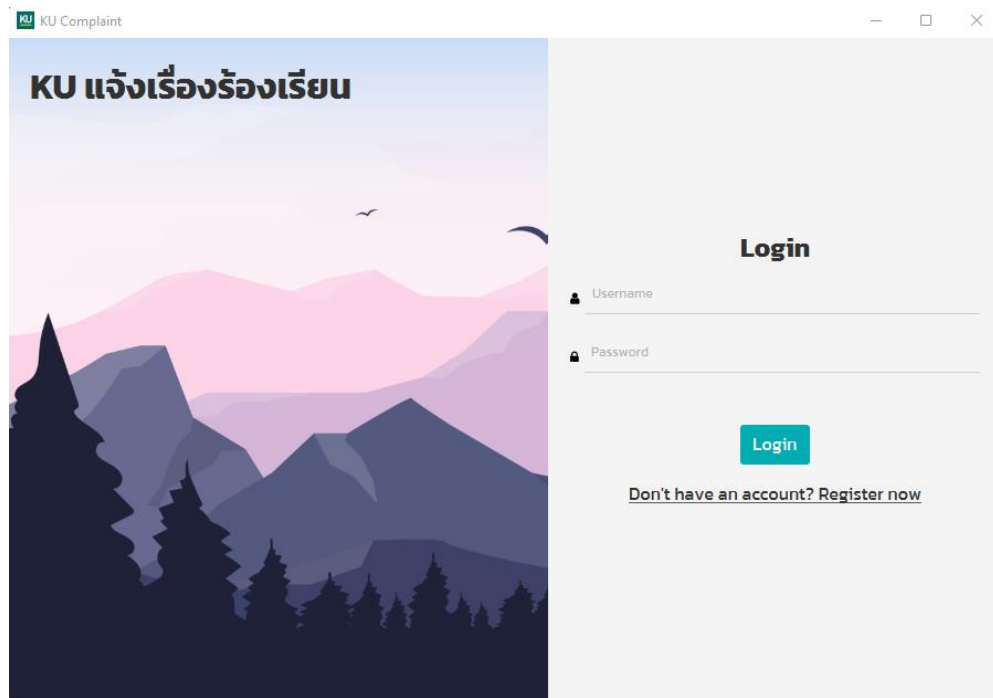 KU KU Complaint
KU แจ้งเรื่องร้องเรียน
Login
Username
Password
Login
Don't have an account? Register now